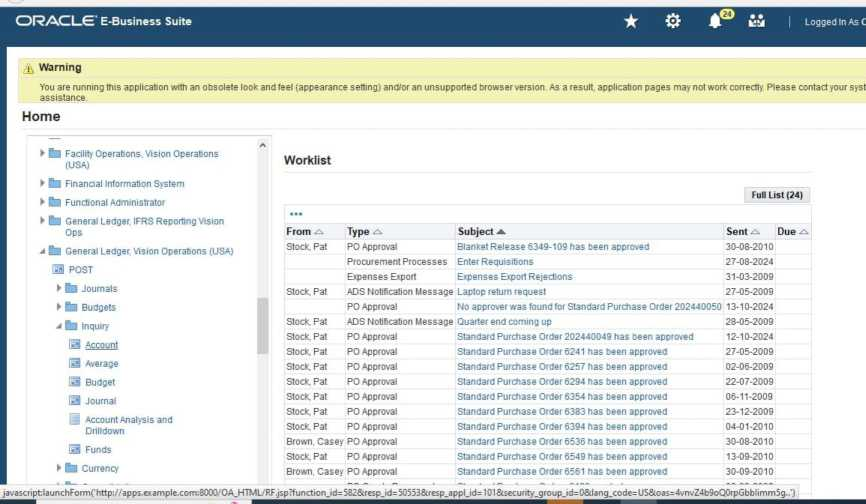 ORACLE E-Business Suite
24
Logged In As
Warning
You are running this application with an obsolete look and feel (appearance setting) and/or an unsupported browser version. As a result, application pages may not work correctly. Please contact your syst
assistance.
Home
Facility Operations, Vision Operations
(USA)
Financial Information System
Functional Administrator
General Ledger, IFRS Reporting Vision
Ops
General Ledger, Vision Operations (USA)
POST
Journals
Budgets
Inquiry
Account
Average
Budget
Journal
Account Analysis and
Drilldown
Funds
Currency
Worklist
Full List (24)
From Type Subject Sent Due
Stock, Pat PO Approval Blanket Release 6349-109 has been approved 30-08-2010
Procurement Processes Enter Requisitions 27-08-2024
Expenses Export Expenses Export Rejections 31-03-2009
Stock, Pat ADS Notification Message Laptop return request 27-05-2009
PO Approval No approver was found for Standard Purchase Order 202440050 13-10-2024
Stock, Pat ADS Notification Message Quarter end coming up 28-05-2009
Stock, Pat PO Approval Standard Purchase Order 202440049 has been approved 12-10-2024
Stock, Pat PO Approval Standard Purchase Order 6241 has been approved 27-05-2009
Stock, Pat PO Approval Standard Purchase Order 6257 has been approved 02-06-2009
Stock, Pat PO Approval Standard Purchase Order 6294 has been approved 22-07-2009
Stock, Pat PO Approval Standard Purchase Order 6354 has been approved 06-11-2009
Stock, Pat PO Approval Standard Purchase Order 6383 has been approved 23-12-2009
Stock, Pat PO Approval Standard Purchase Order 6394 has been approved 04-01-2010
Brown, Casey PO Approval Standard Purchase Order 6536 has been approved 30-08-2010
Stock, Pat PO Approval Standard Purchase Order 6549 has been approved 13-09-2010
Brown, Casey PO Approval Standard Purchase Order 6561 has been approved 30-09-2010
javascript:launchForm('http://apps.example.com:8000/OA_HTML/RF.jsp?function_id=582&resp_id=50553&resp_appl_id=101&security_group_id=0&lang_code=US&oas=4vnvZ4b9oQ0rpGbblimm5g..')